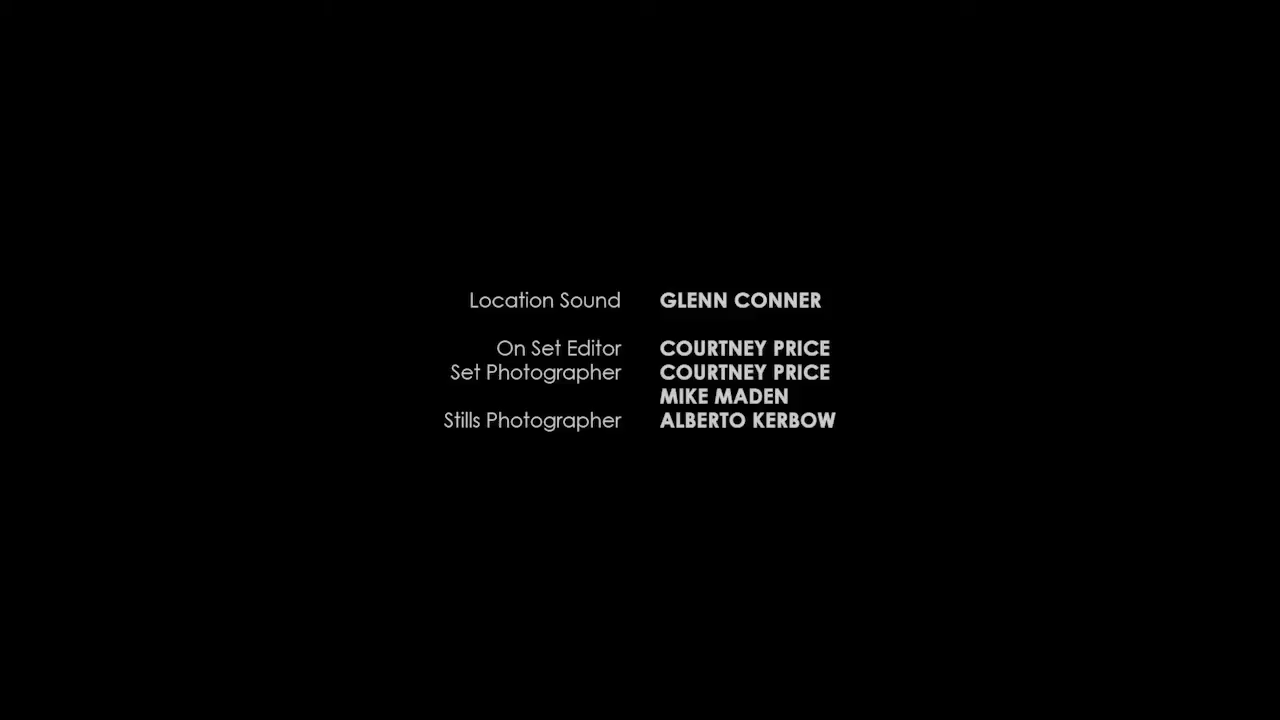 Location Sound GLENN CONNER
On Set Editor COURTNEY PRICE
Set Photographer COURTNEY PRICE
MIKE MADEN
Stills Photographer ALBERTO KERBOW